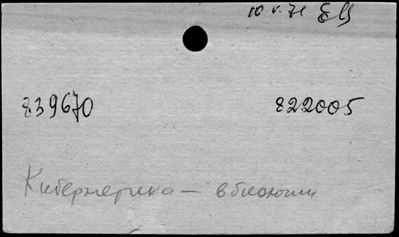 10 V. 71
839670 822005
Кибернетика — в биологии